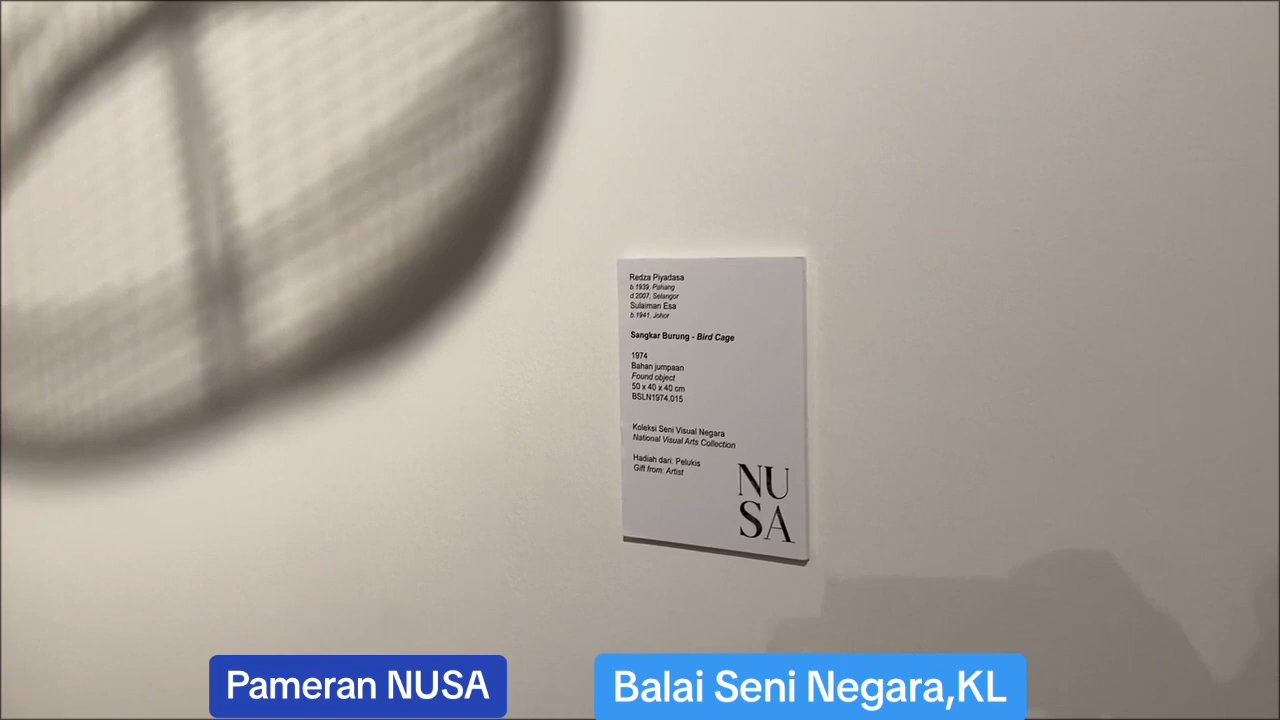 Redza Piyadasa
b.1939, Pahang
d 2007, Selangor
Sulaiman Esa
b.1941, Johor
Sangkar Burung - Bird Cage
1974
Bahan jumpaan
Found object
50 x 40 x 40 cm
BSLN1974.015
Koleksi Seni Visual Negara
National Visual Arts Collection
Hadiah dari: Pelukis
Gift from: Artist
NU
SA
Pameran NUSA
Balai Seni Negara,KL